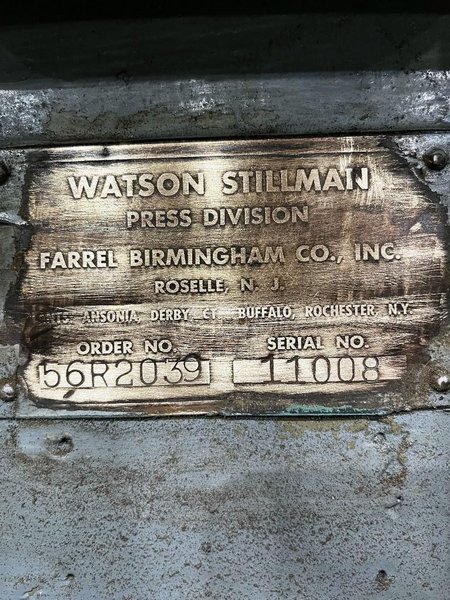 WATSON STILLMAN
PRESS DIVISION
FARREL BIRMINGHAM CO., INC.
ROSELLE, N. J.
ANSONIA, DERBY, CT. BUFFALO, ROCHESTER, N.Y.
ORDER NO. SERIAL NO.
56R2039 11008